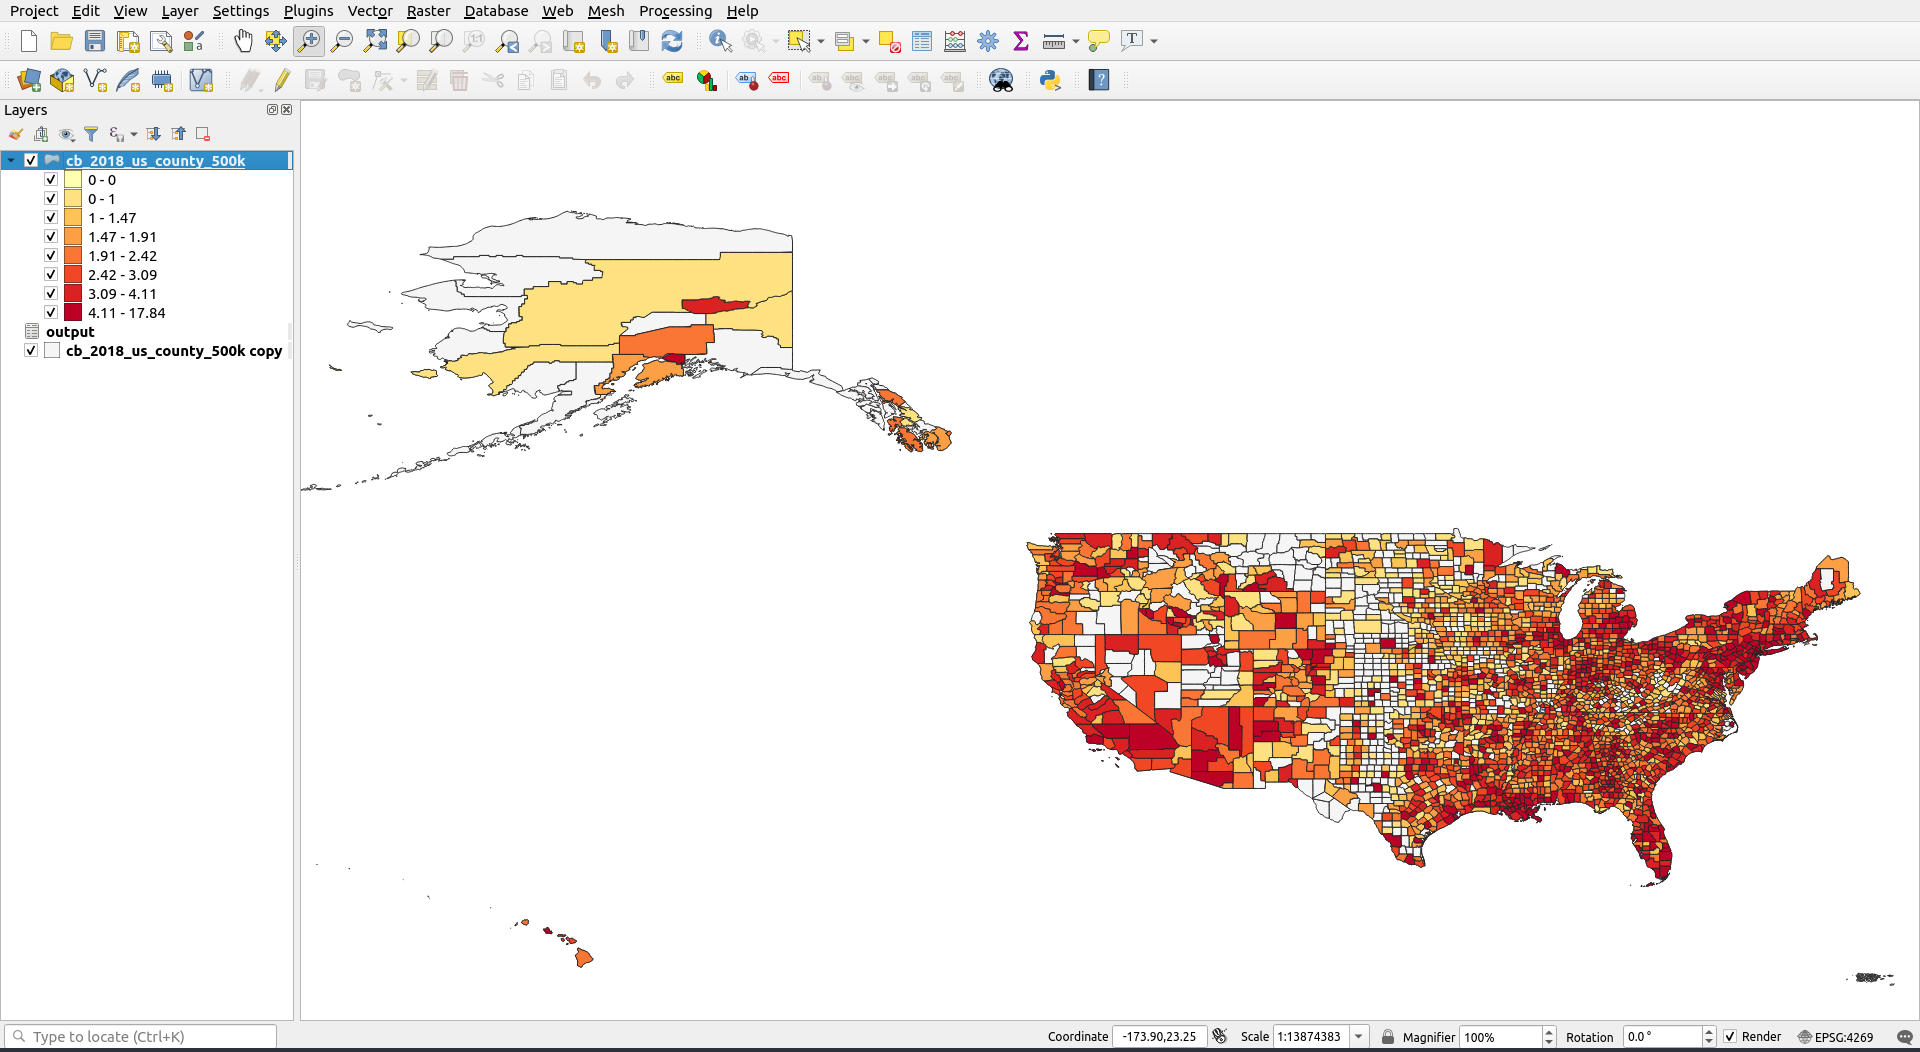 Project Edit View Layer Settings Plugins Vector Raster Database Web Mesh Processing Help
Layers
cb_2018_us_county_500k
0 - 0
0 - 1
1 - 1.47
1.47 - 1.91
1.91 - 2.42
2.42 - 3.09
3.09 - 4.11
4.11 - 17.84
output
cb_2018_us_county_500k copy
Type to locate (Ctrl+K) Coordinate -173.90,23.25 Scale 1:13874383 Magnifier 100% Rotation 0.0 ° Render EPSG:4269